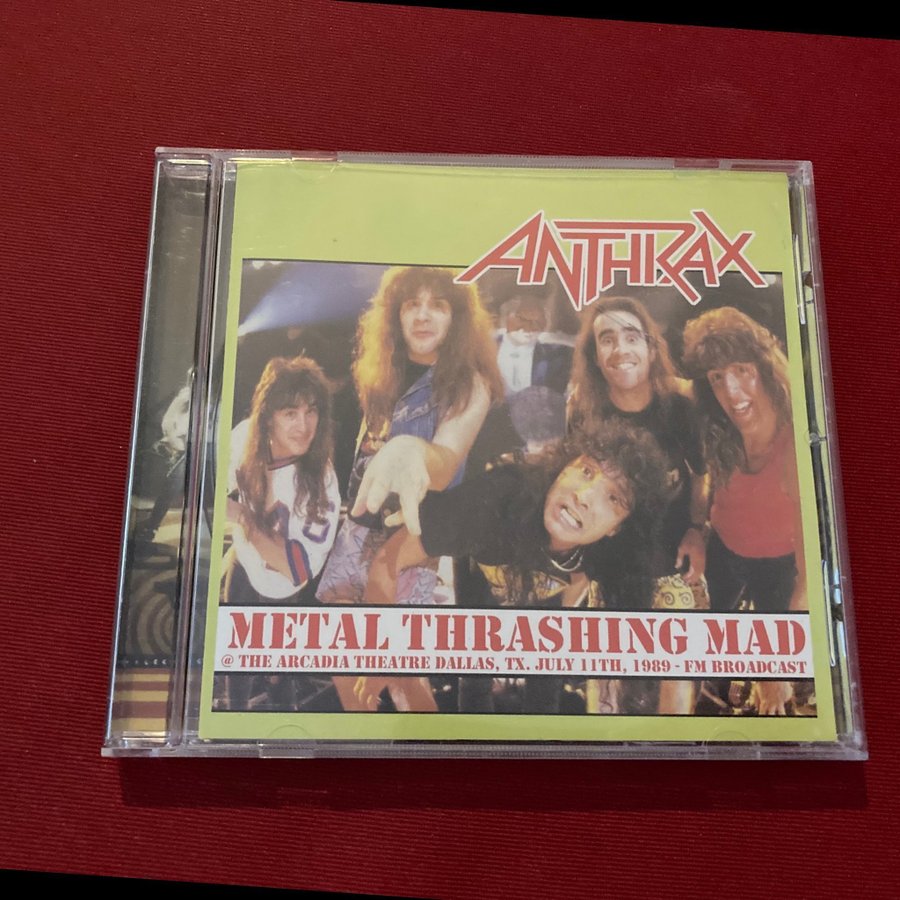 ANTHRAX
METAL THRASHING MAD
@ THE ARCADIA THEATRE DALLAS, TX. JULY 11TH, 1989 - FM BROADCAST